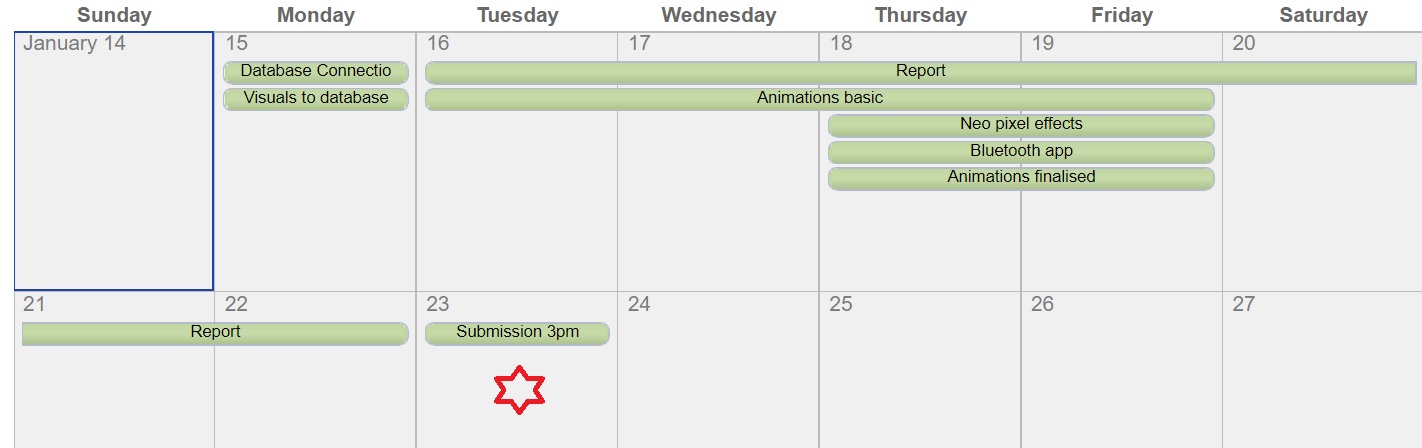 Sunday Monday Tuesday Wednesday Thursday Friday Saturday
January 14 15 16 17 18 19 20
Database Connectio Report
Visuals to database Animations basic
Neo pixel effects
Bluetooth app
Animations finalised
21 22 23 24 25 26 27
Report Submission 3pm